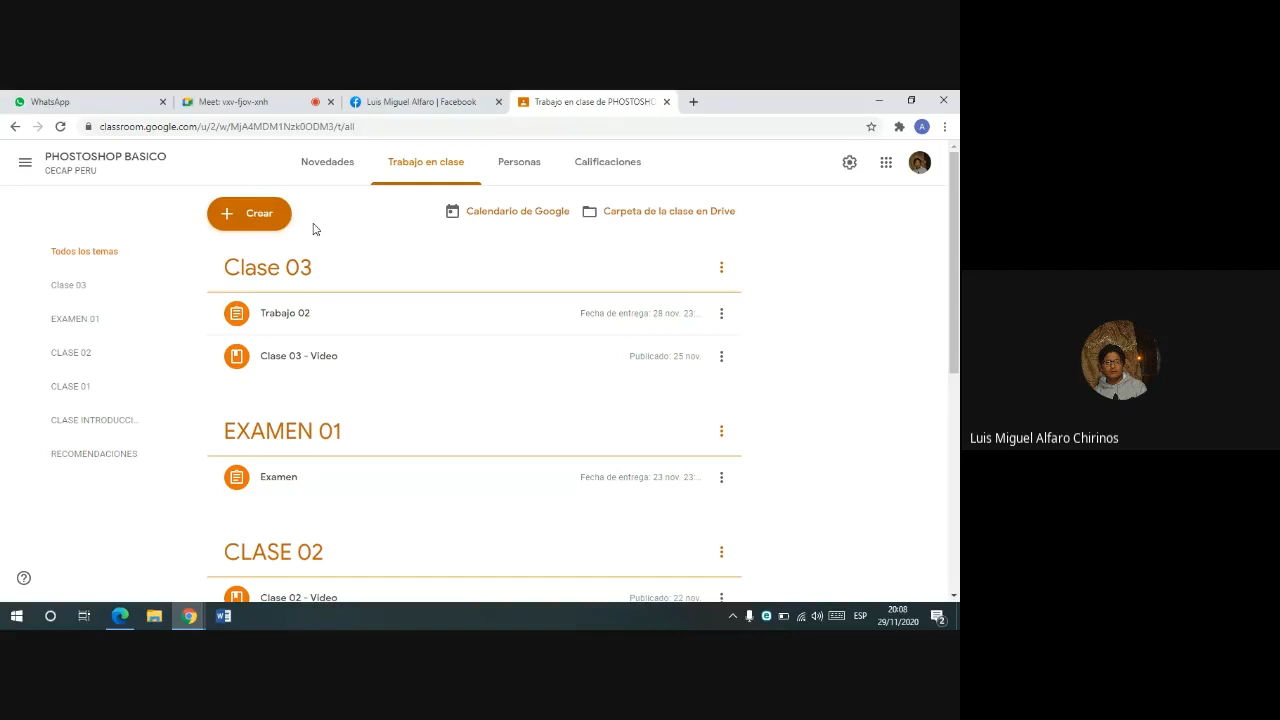 WhatsApp
Meet: vxv-fjov-xnh
Luis Miguel Alfaro | Facebook
Trabajo en clase de PHOSTOSHO
classroom.google.com/u/2/w/MjA4MDM1Nzk0ODM3/t/all
A
PHOSTOSHOP BASICO
CECAP PERU
Novedades
Trabajo en clase
Personas
Calificaciones
Crear
Calendario de Google
Carpeta de la clase en Drive
Todos los temas
Clase 03
EXAMEN 01
CLASE 02
CLASE 01
CLASE INTRODUCCI...
RECOMENDACIONES
Clase 03
Trabajo 02
Fecha de entrega: 28 nov. 23:...
Clase 03 - Video
Publicado: 25 nov.
EXAMEN 01
Examen
Fecha de entrega: 23 nov. 23:...
CLASE 02
Clase 02 - Video
Publicado: 22 nov.
Luis Miguel Alfaro Chirinos
ESP
20:08
29/11/2020
2